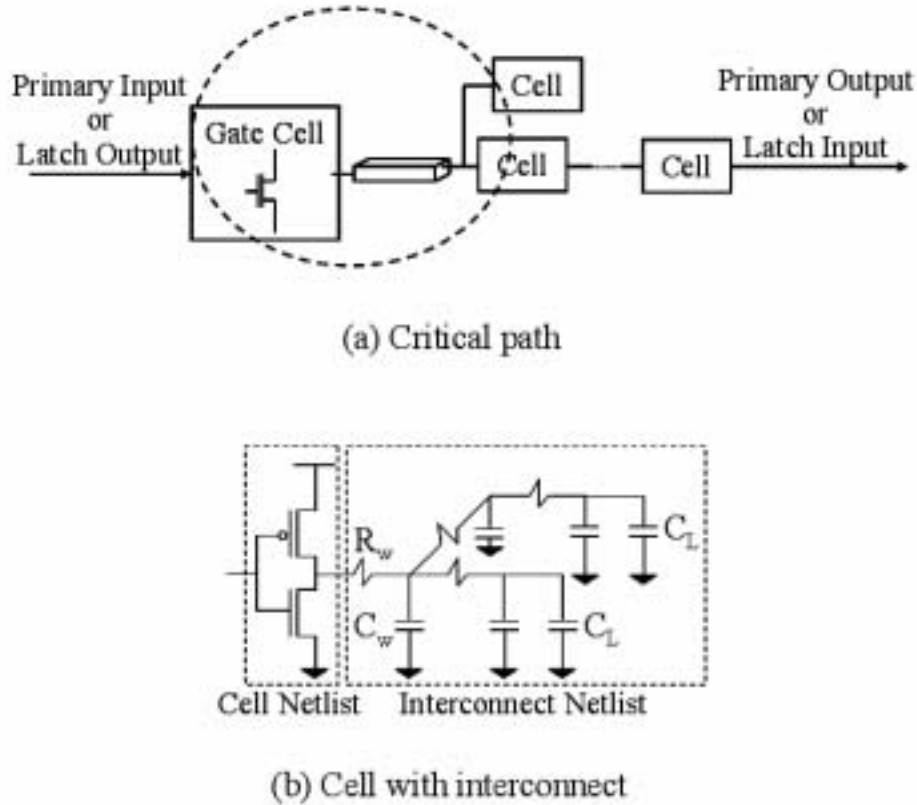 Primary Input
or
Latch Output
Gate Cell
Cell
Cell
Cell
Primary Output
or
Latch Input
(a) Critical path
R_w
C_w
C_L
C_L
Cell Netlist
Interconnect Netlist
(b) Cell with interconnect